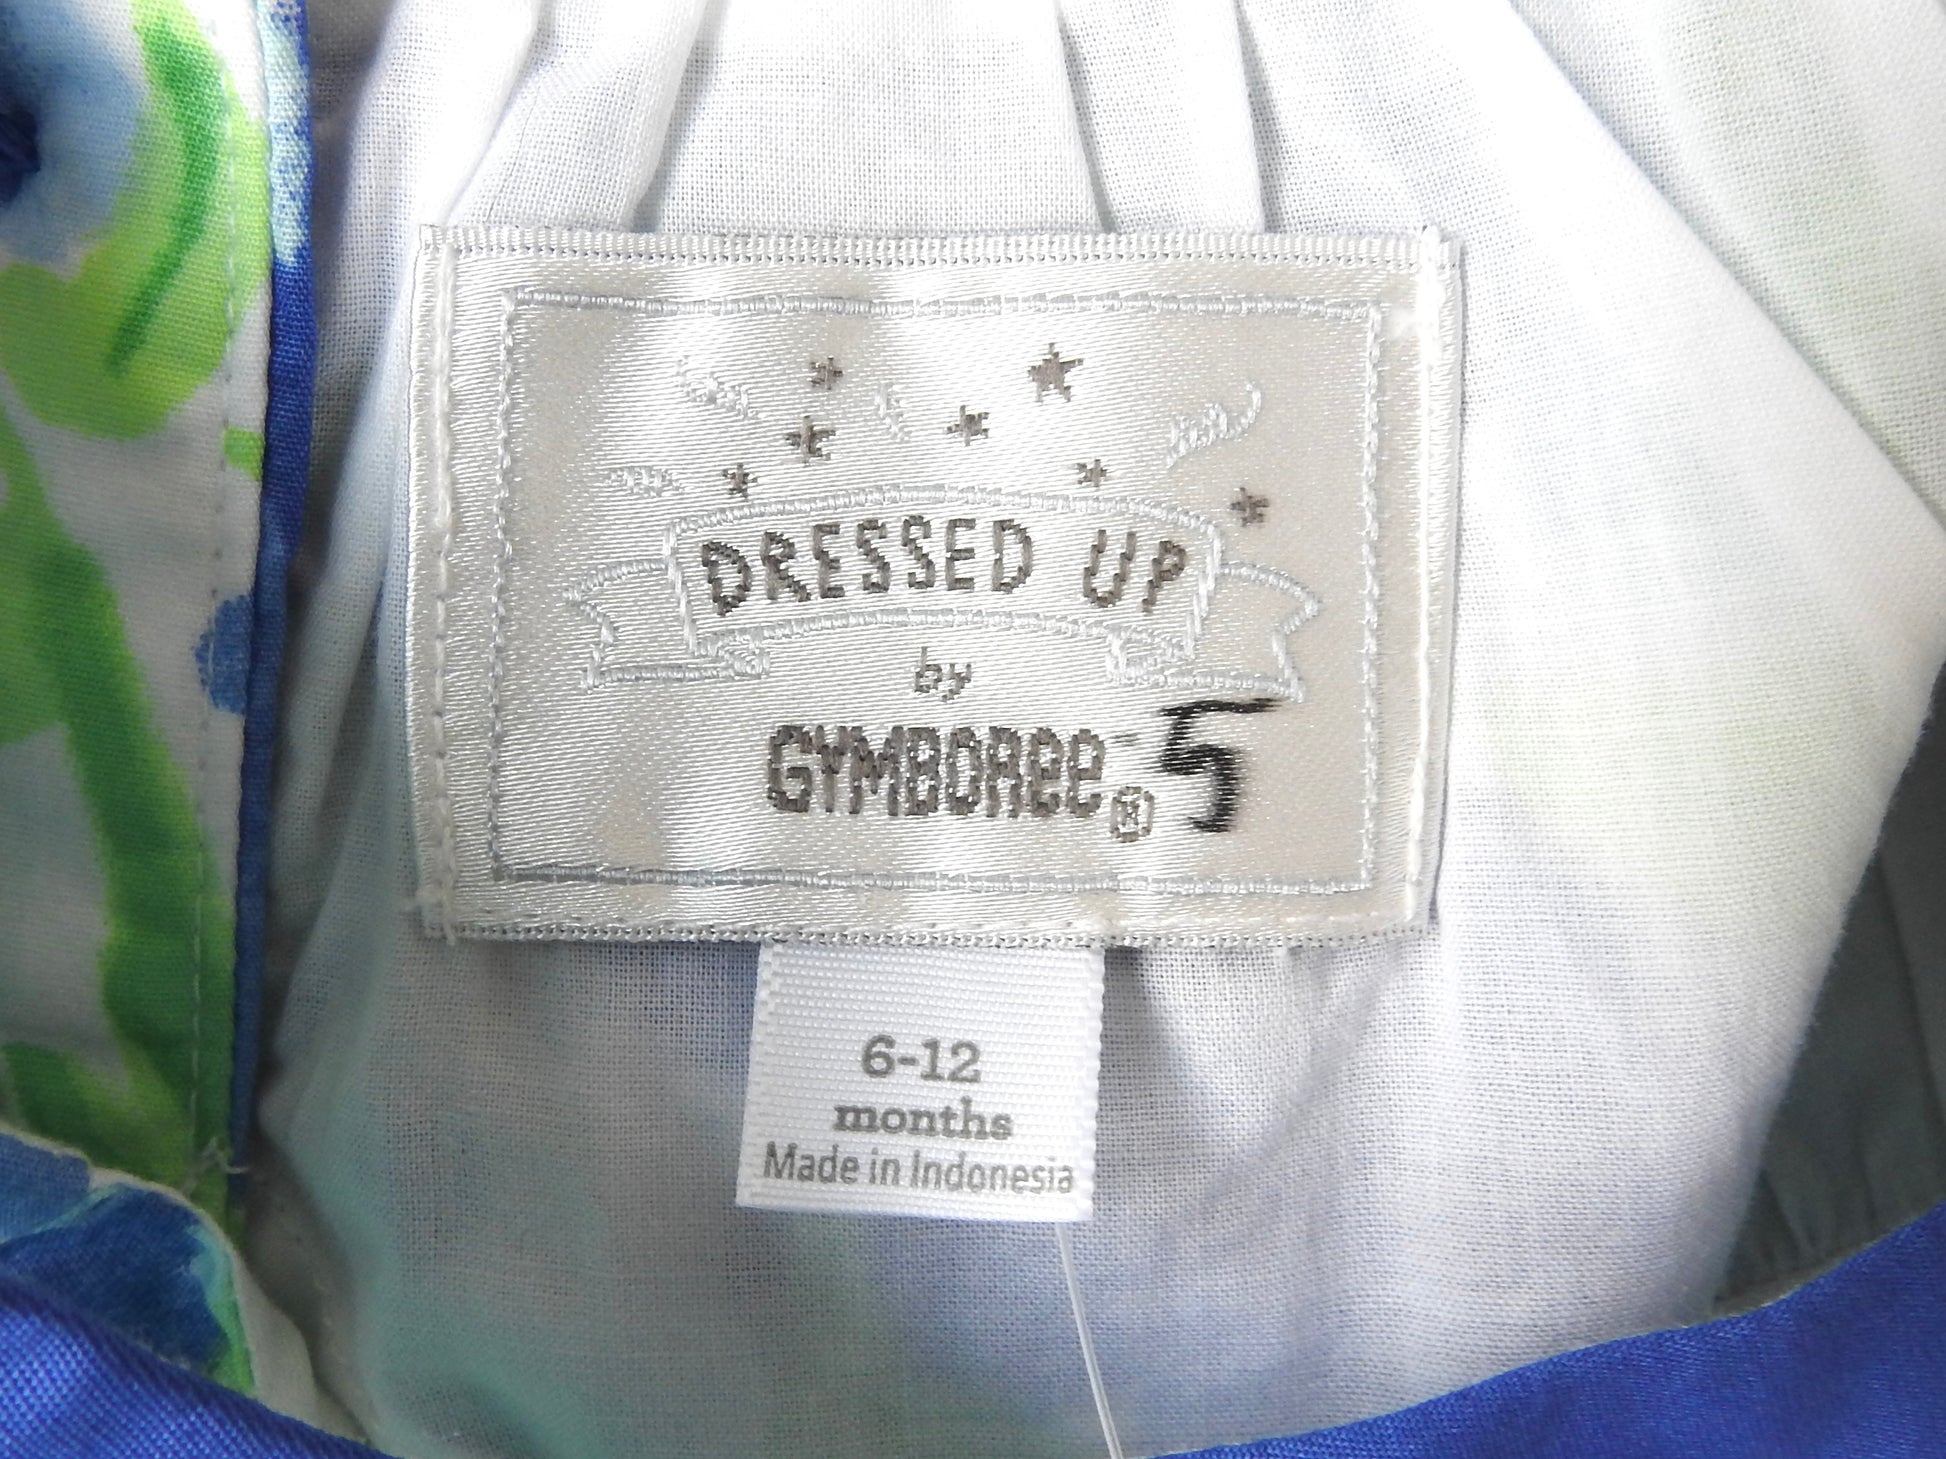 DRESSED UP
by
GYMBOREE® 5
6-12
months
Made in Indonesia